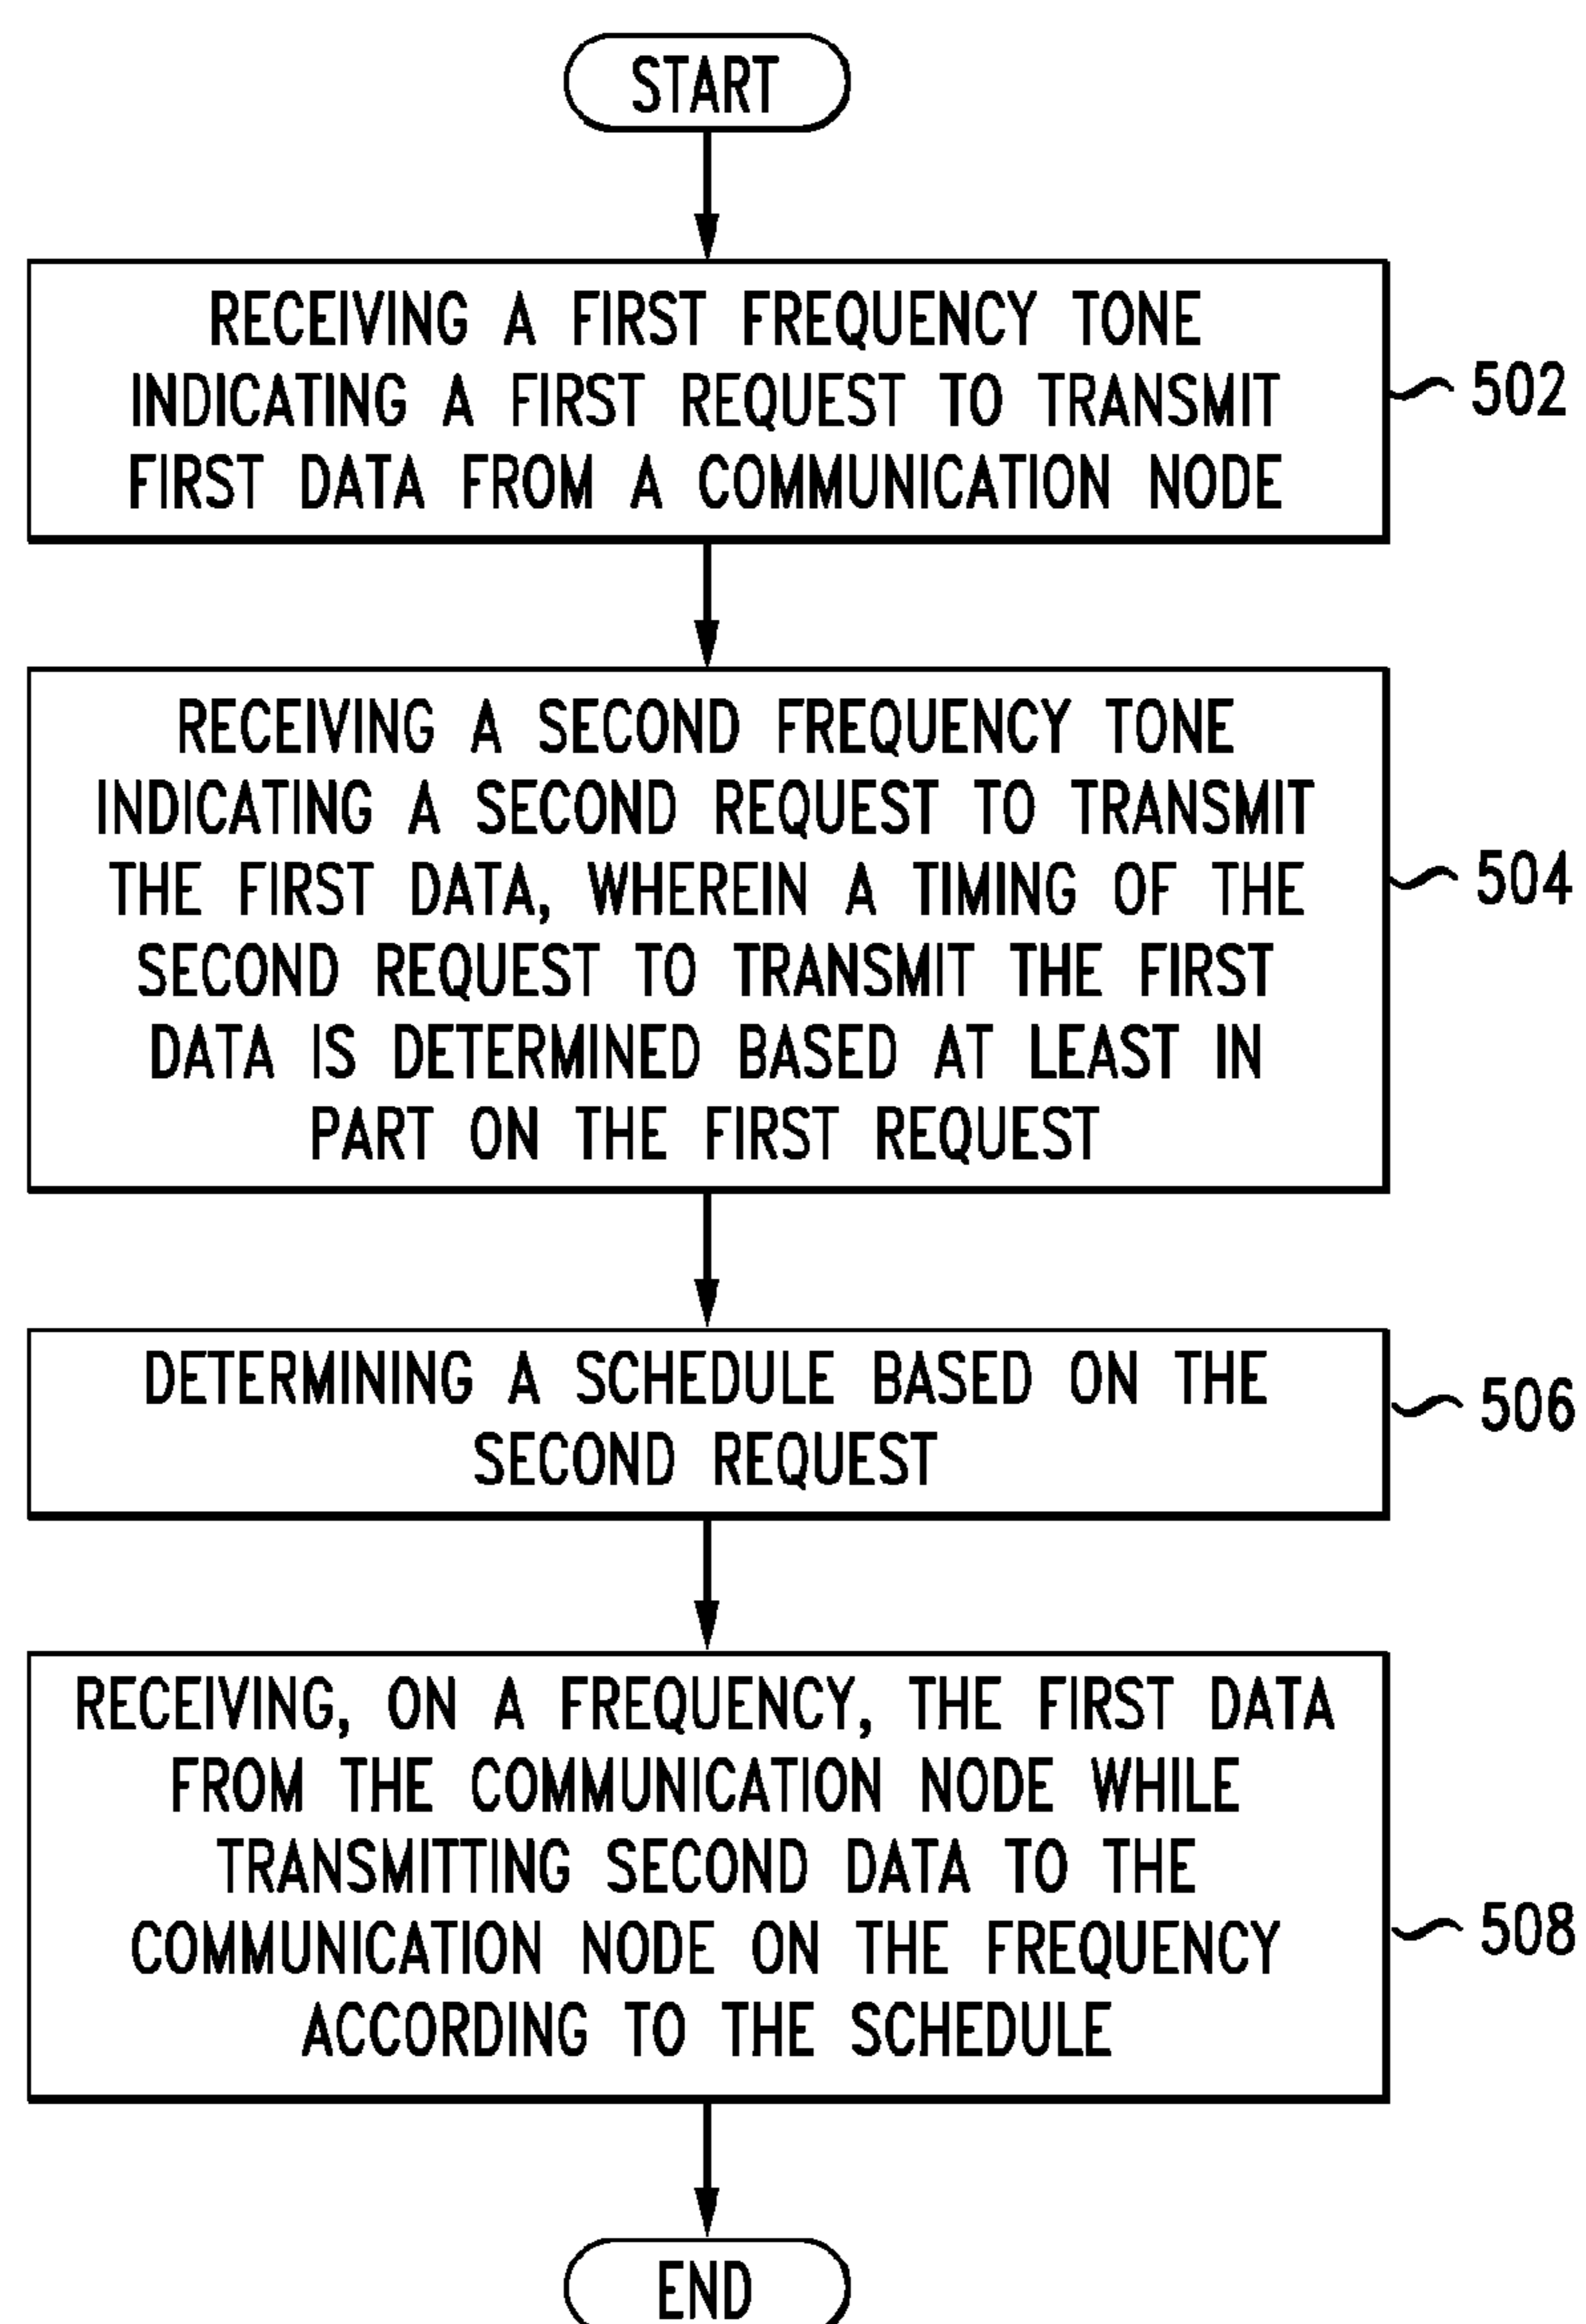 START
RECEIVING A FIRST FREQUENCY TONE
INDICATING A FIRST REQUEST TO TRANSMIT
FIRST DATA FROM A COMMUNICATION NODE
502
RECEIVING A SECOND FREQUENCY TONE
INDICATING A SECOND REQUEST TO TRANSMIT
THE FIRST DATA, WHEREIN A TIMING OF THE
SECOND REQUEST TO TRANSMIT THE FIRST
DATA IS DETERMINED BASED AT LEAST IN
PART ON THE FIRST REQUEST
504
DETERMINING A SCHEDULE BASED ON THE
SECOND REQUEST
506
RECEIVING, ON A FREQUENCY, THE FIRST DATA
FROM THE COMMUNICATION NODE WHILE
TRANSMITTING SECOND DATA TO THE
COMMUNICATION NODE ON THE FREQUENCY
ACCORDING TO THE SCHEDULE
508
END